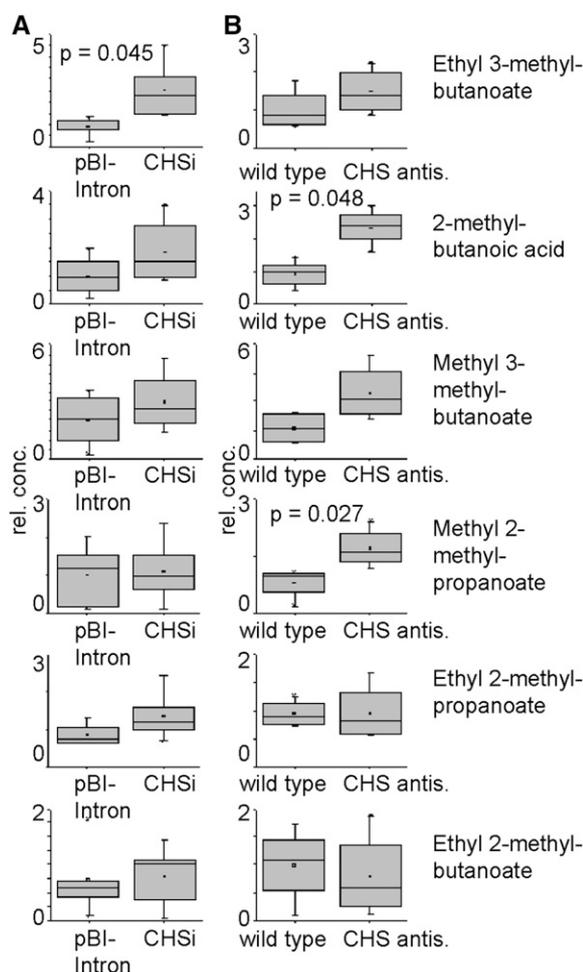 A
B
5
p = 0.045
0
pBI-
Intron
CHSi
3
0
wild type CHS antis.
Ethyl 3-methyl-
butanoate
4
0
pBI-
Intron
CHSi
3
p = 0.048
0
wild type CHS antis.
2-methyl-
butanoic acid
6
0
pBI-
Intron
CHSi
6
0
wild type CHS antis.
Methyl 3-
methyl-
butanoate
rel. conc.
rel. conc.
3
0
pBI-
Intron
CHSi
3
p = 0.027
0
wild type CHS antis.
Methyl 2-
methyl-
propanoate
3
0
pBI-
Intron
CHSi
2
1
0
wild type CHS antis.
Ethyl 2-methyl-
propanoate
2
0
pBI-
Intron
CHSi
2
0
wild type CHS antis.
Ethyl 2-methyl-
butanoate